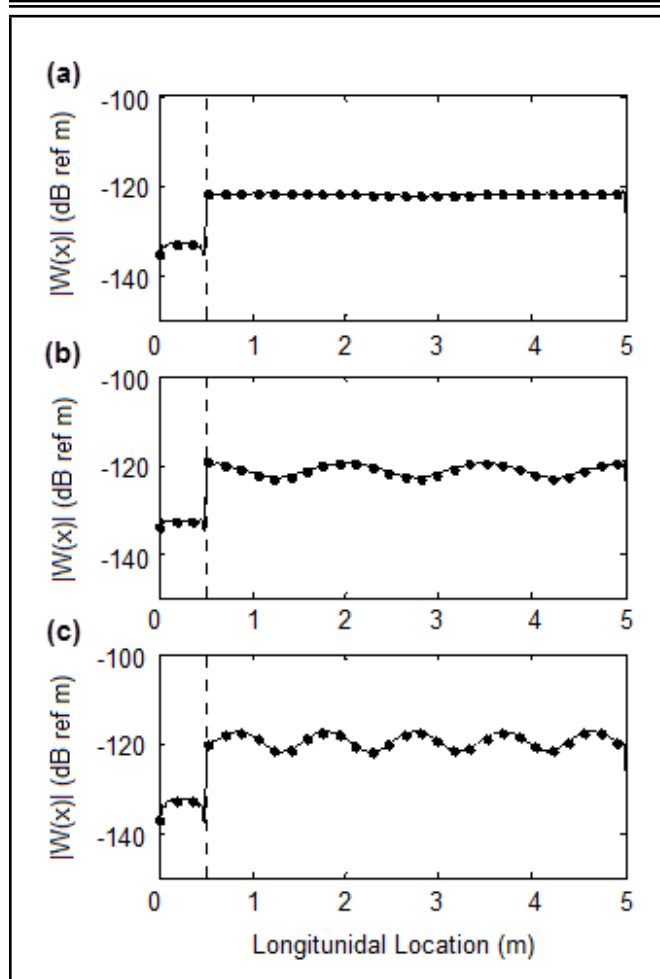 (a)
-100
-120
-140
|W(x)| (dB ref m)
0 1 2 3 4 5
(b)
-100
-120
-140
|W(x)| (dB ref m)
0 1 2 3 4 5
(c)
-100
-120
-140
|W(x)| (dB ref m)
0 1 2 3 4 5
Longitunidal Location (m)